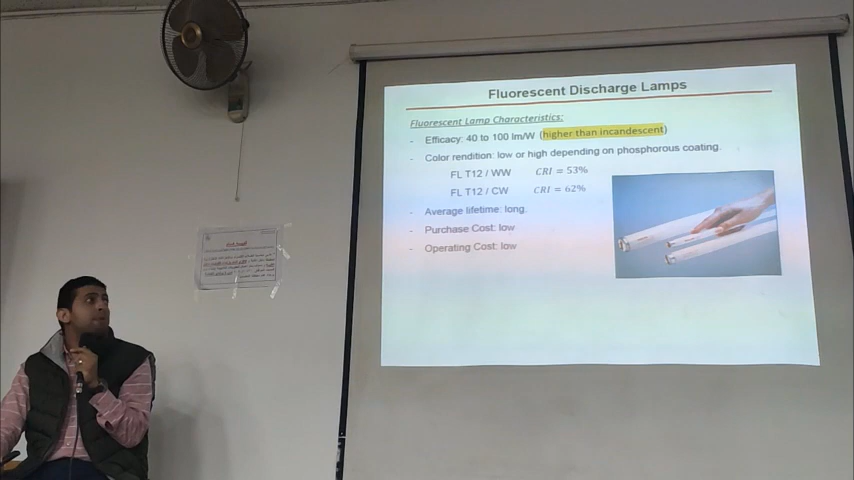 Fluorescent Discharge Lamps
Fluorescent Lamp Characteristics:
- Efficacy: 40 to 100 lm/W (higher than incandescent)
- Color rendition: low or high depending on phosphorous coating.
FL T12 / WW CRI = 53%
FL T12 / CW CRI = 62%
- Average lifetime: long.
- Purchase Cost: low
- Operating Cost: low